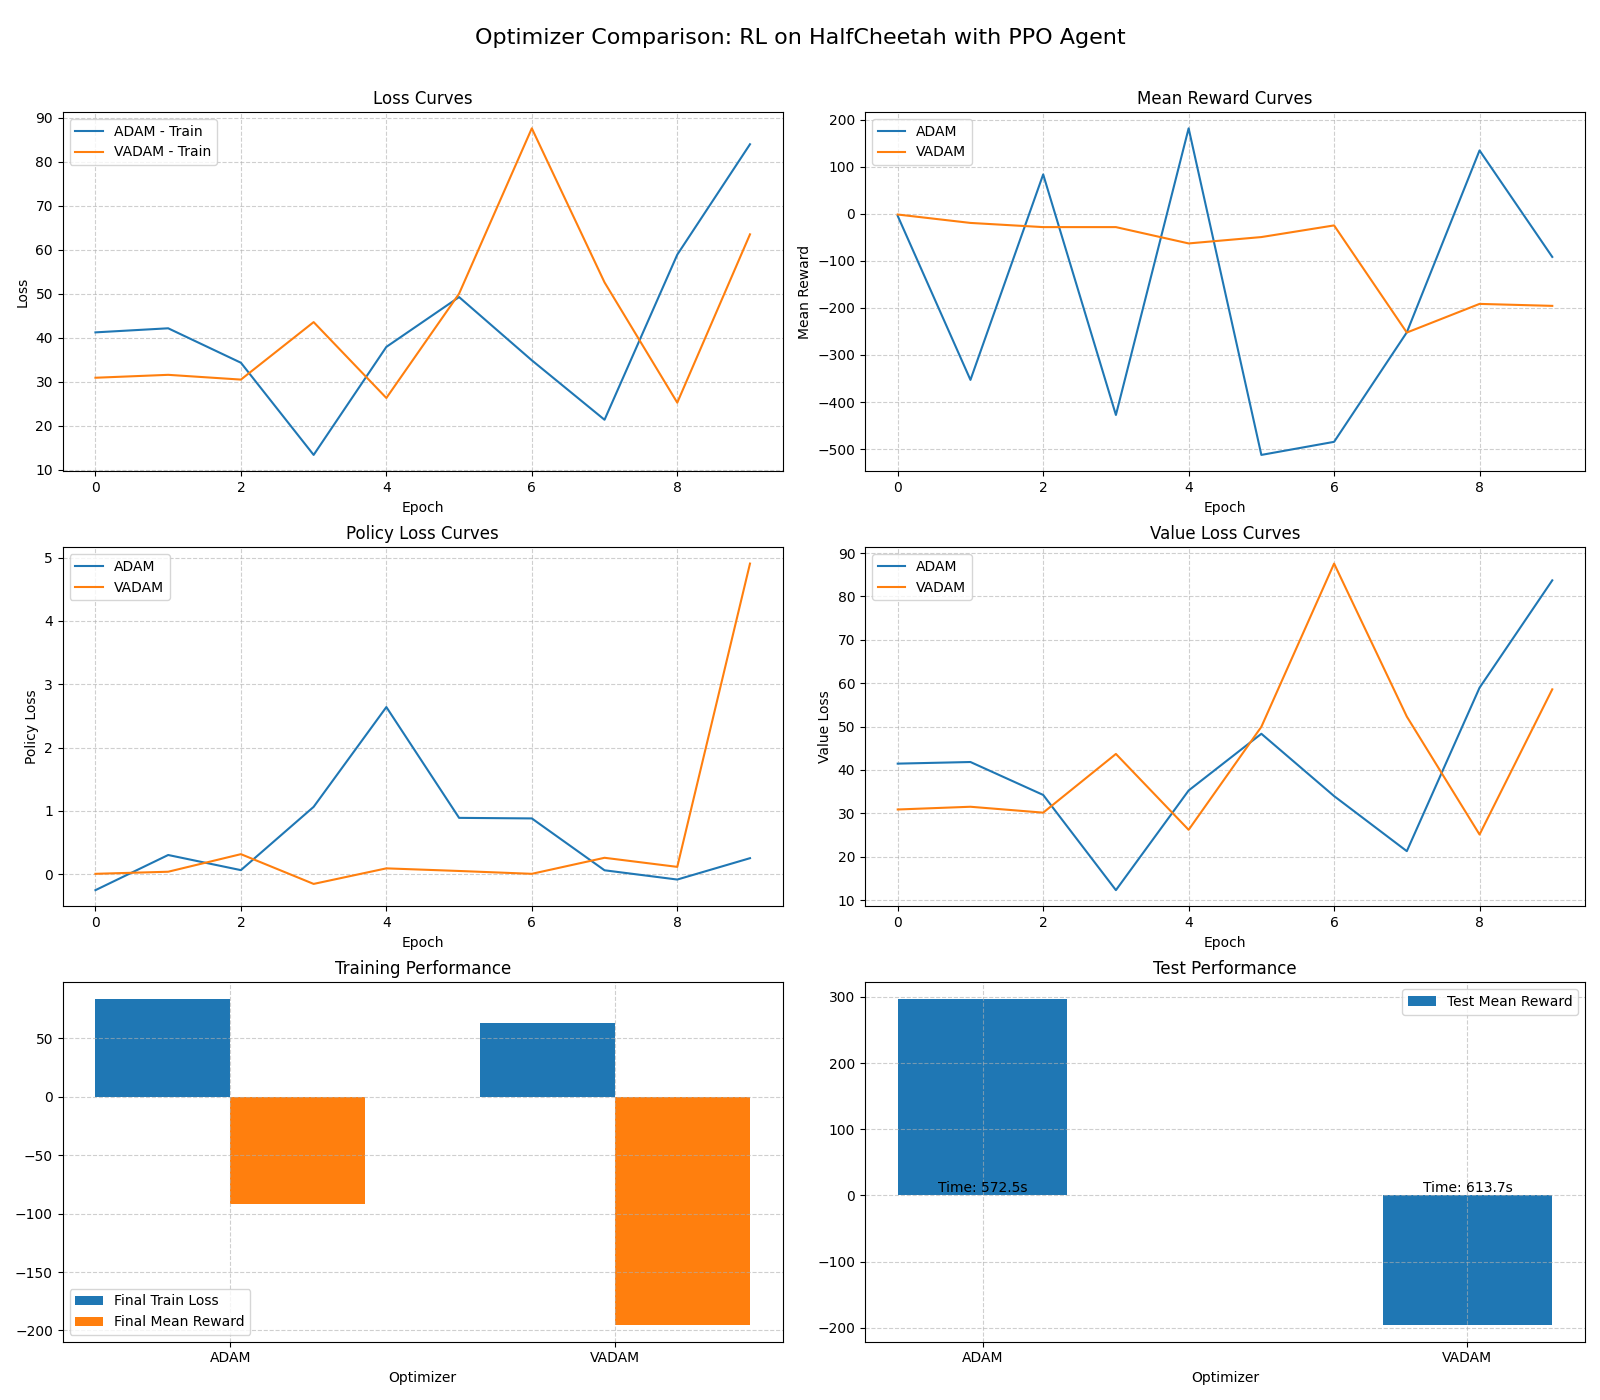 Optimizer Comparison: RL on HalfCheetah with PPO Agent
Loss Curves
ADAM - Train
VADAM - Train
90
80
70
60
50
40
30
20
10
Loss
0 2 4 6 8
Epoch
Mean Reward Curves
ADAM
VADAM
200
100
0
−100
−200
−300
−400
−500
Mean Reward
0 2 4 6 8
Epoch
Policy Loss Curves
ADAM
VADAM
5
4
3
2
1
0
Policy Loss
0 2 4 6 8
Epoch
Value Loss Curves
ADAM
VADAM
90
80
70
60
50
40
30
20
10
Value Loss
0 2 4 6 8
Epoch
Training Performance
50
0
−50
−100
−150
−200
Final Train Loss
Final Mean Reward
ADAM VADAM
Optimizer
Test Performance
Test Mean Reward
300
200
100
0
−100
−200
Time: 572.5s Time: 613.7s
ADAM VADAM
Optimizer